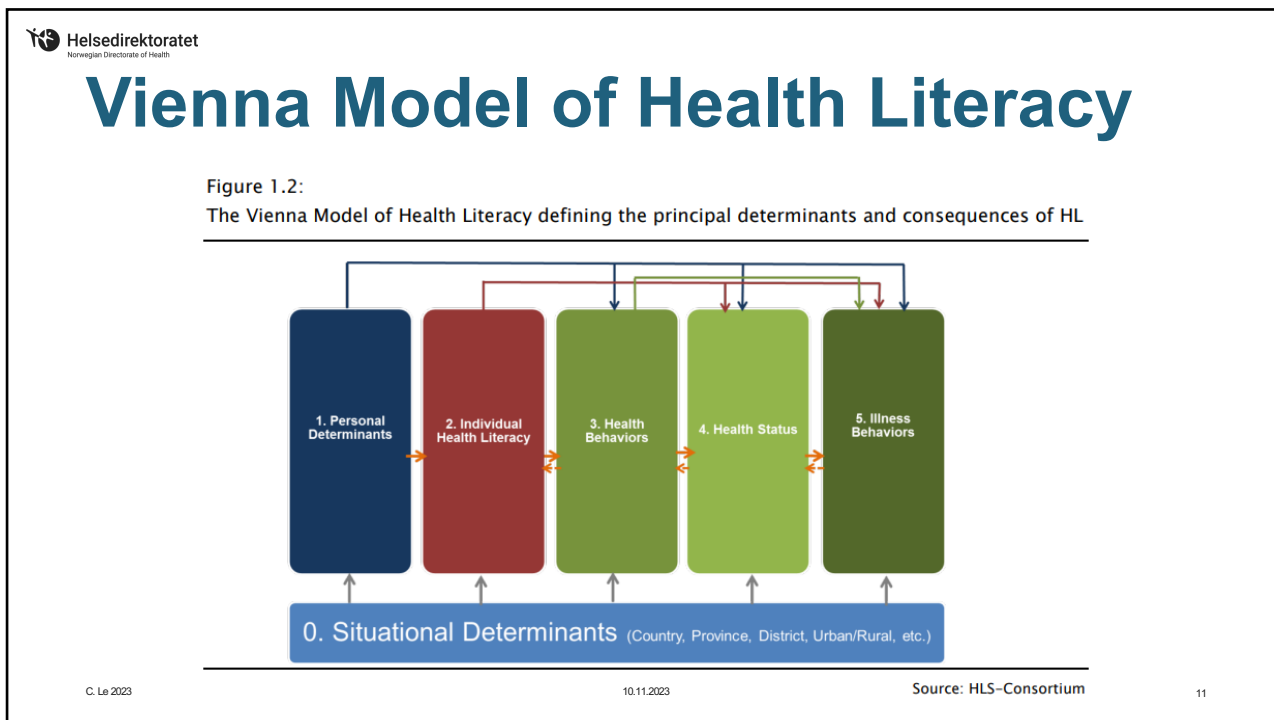 Helsedirektoratet
Norwegian Directorate of Health
Vienna Model of Health Literacy
Figure 1.2:
The Vienna Model of Health Literacy defining the principal determinants and consequences of HL
1. Personal
Determinants
2. Individual
Health Literacy
3. Health
Behaviors
4. Health Status
5. Illness
Behaviors
0. Situational Determinants (Country, Province, District, Urban/Rural, etc.)
C. Le 2023
10.11.2023
Source: HLS-Consortium
11